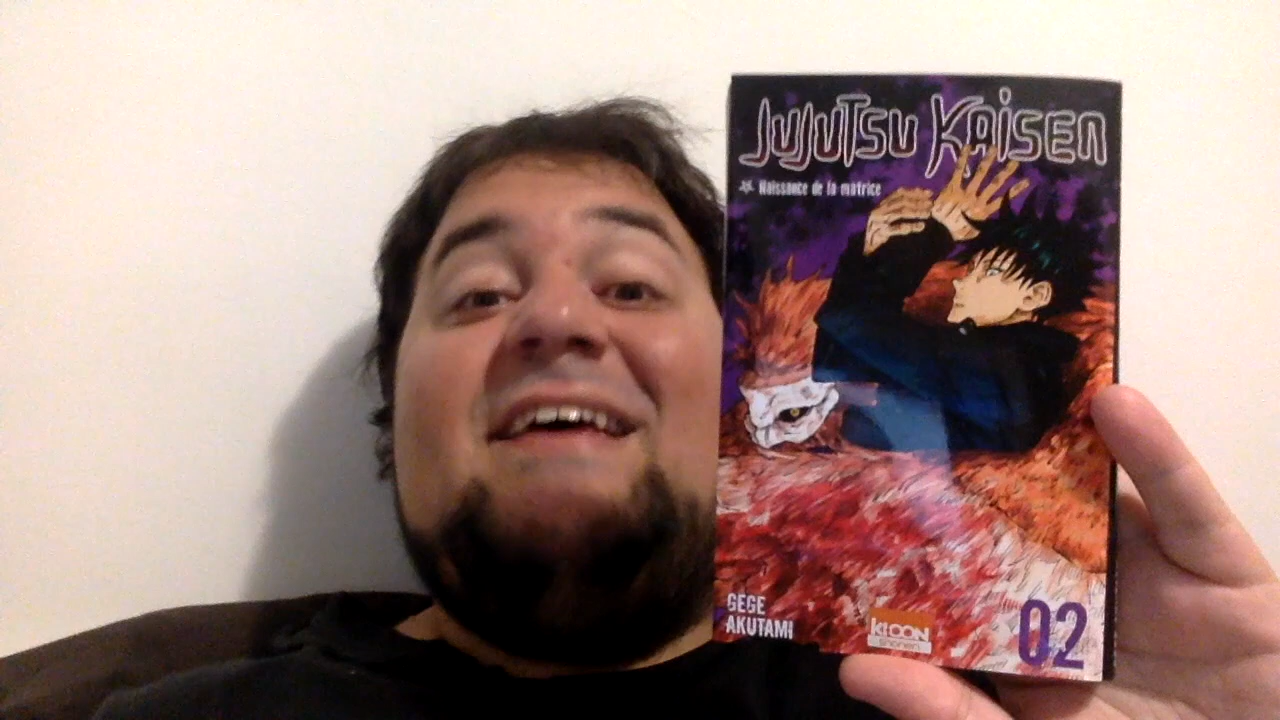 JUJUTSU KAISEN
Naissance de la matrice
GEGE
AKUTAMI
KI-OON
shonen
02